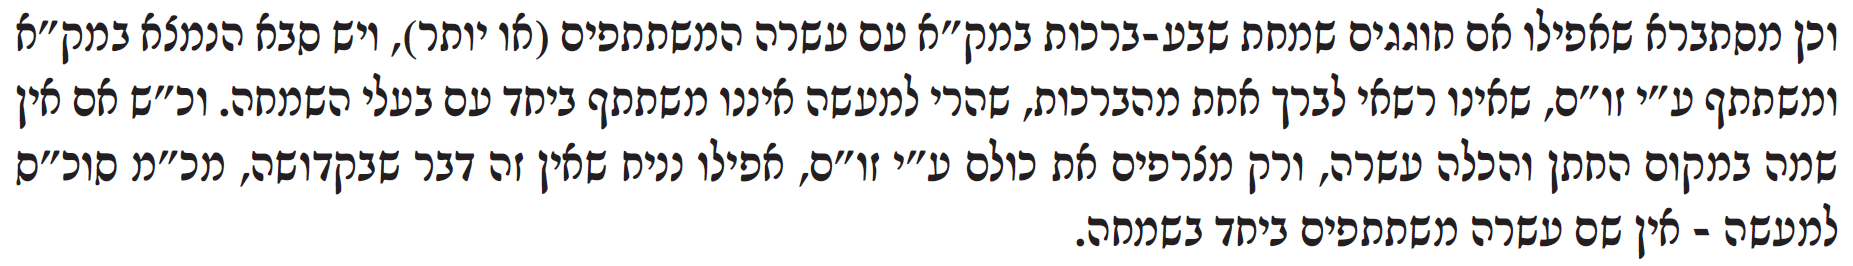 וכן מסתברא שאפילו אם חוגגים שמחת שבע-ברכות במק״א עם עשרה המשתתפים (או יותר), ויש סבא הנמצא במק״א
ומשתתף ע״י זו״ם, שאינו רשאי לברך אחת מהברכות, שהרי למעשה איננו משתתף ביחד עם בעלי השמחה. וכ״ש אם אין
שמה במקום החתן והכלה עשרה, ורק מצרפים את כולם ע״י זו״ם, אפילו נניח שאין זה דבר שבקדושה, מכ״מ סוכ״ס
למעשה - אין שם עשרה משתתפים ביחד בשמחה.